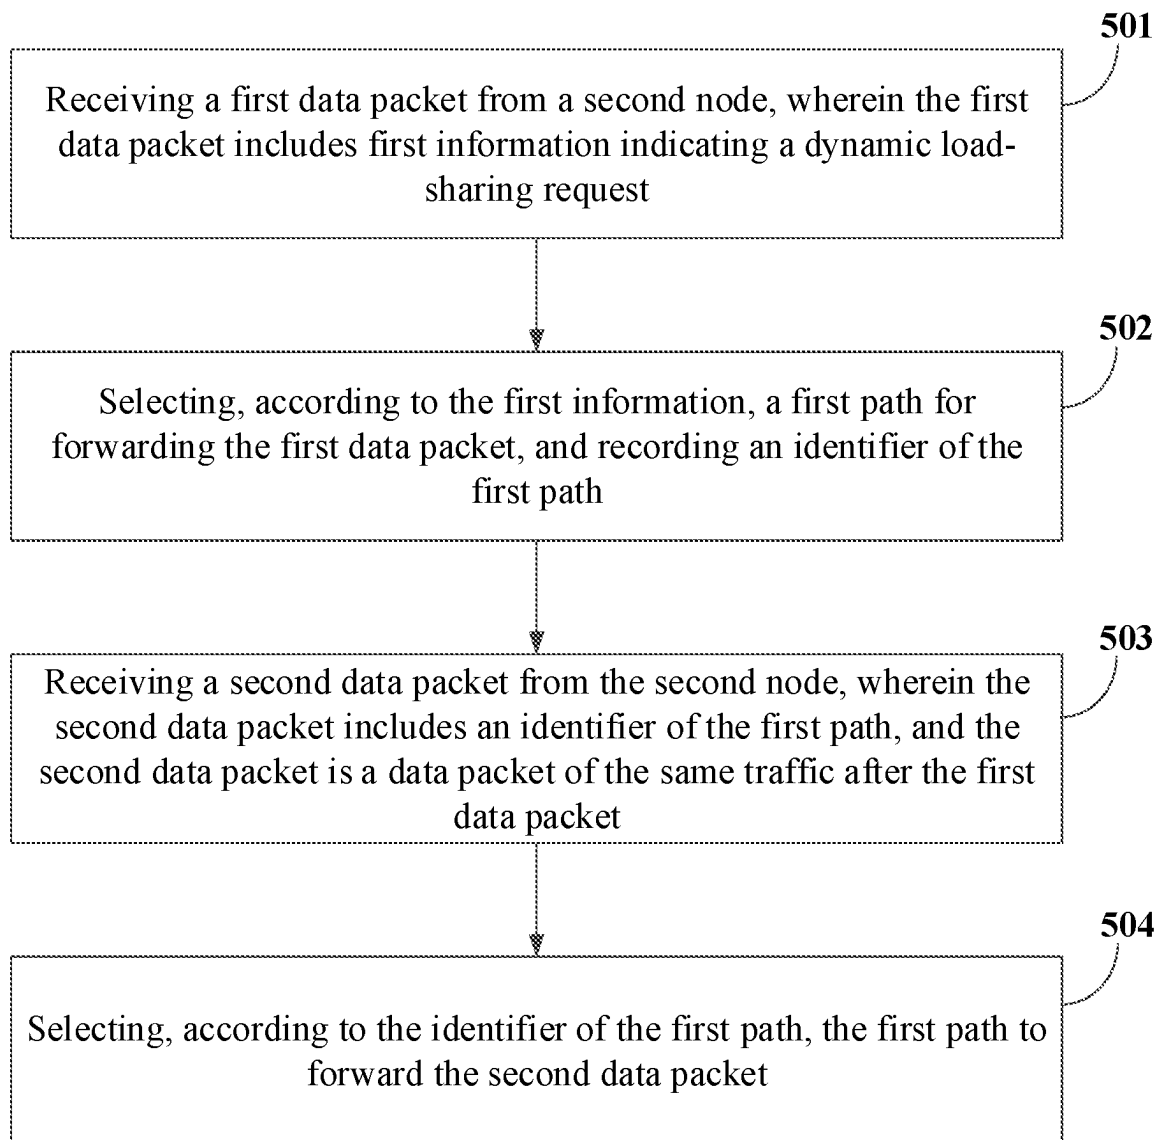 501
Receiving a first data packet from a second node, wherein the first
data packet includes first information indicating a dynamic load-
sharing request
502
Selecting, according to the first information, a first path for
forwarding the first data packet, and recording an identifier of the
first path
503
Receiving a second data packet from the second node, wherein the
second data packet includes an identifier of the first path, and the
second data packet is a data packet of the same traffic after the first
data packet
504
Selecting, according to the identifier of the first path, the first path to
forward the second data packet